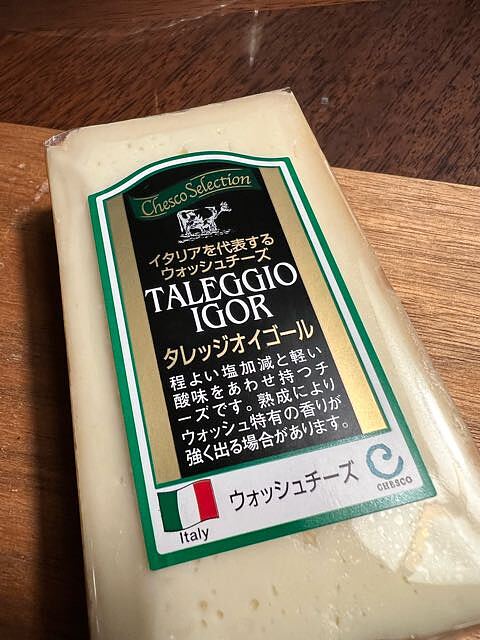 Chesco Selection
イタリアを代表する
ウォッシュチーズ
TALEGGIO
IGOR
タレッジオイゴール
程よい塩加減と軽い
酸味をあわせ持つチ
ーズです。熟成により
ウォッシュ特有の香りが
強く出る場合があります。
ウォッシュチーズ
Italy
CHESCO